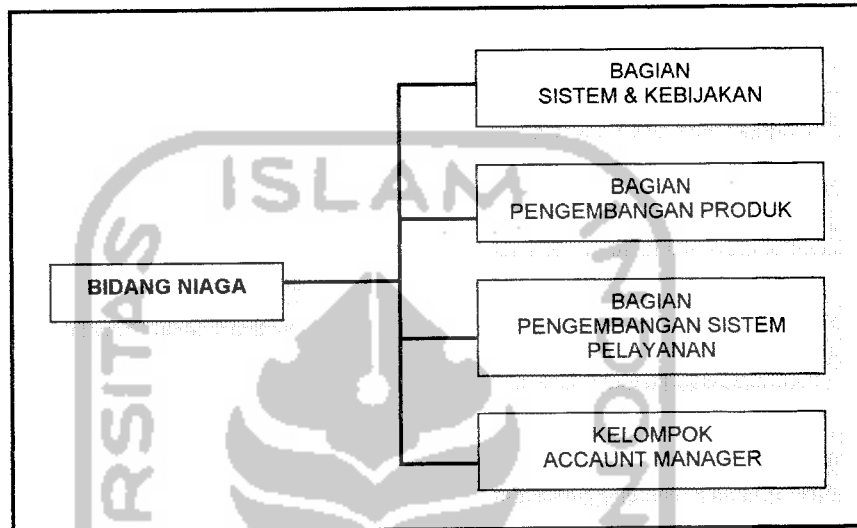 BIDANG NIAGA
BAGIAN
SISTEM & KEBIJAKAN
BAGIAN
PENGEMBANGAN PRODUK
BAGIAN
PENGEMBANGAN SISTEM
PELAYANAN
KELOMPOK
ACCAUNT MANAGER
ISLAM